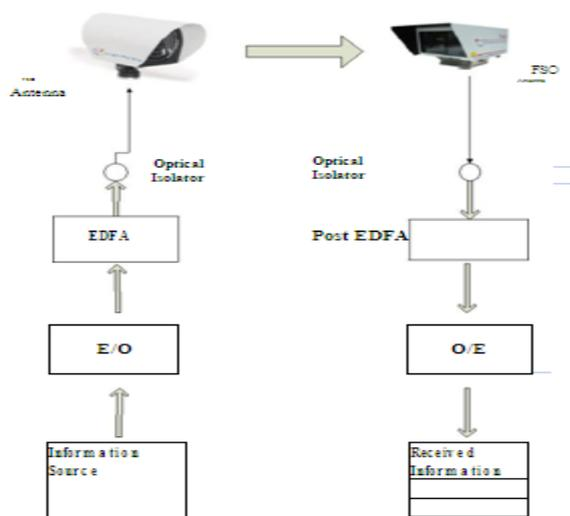 FSO
Antenna
Optical
Isolator
Optical
Isolator
EDFA
Post EDFA
E/O
O/E
Information
Source
Received
Information